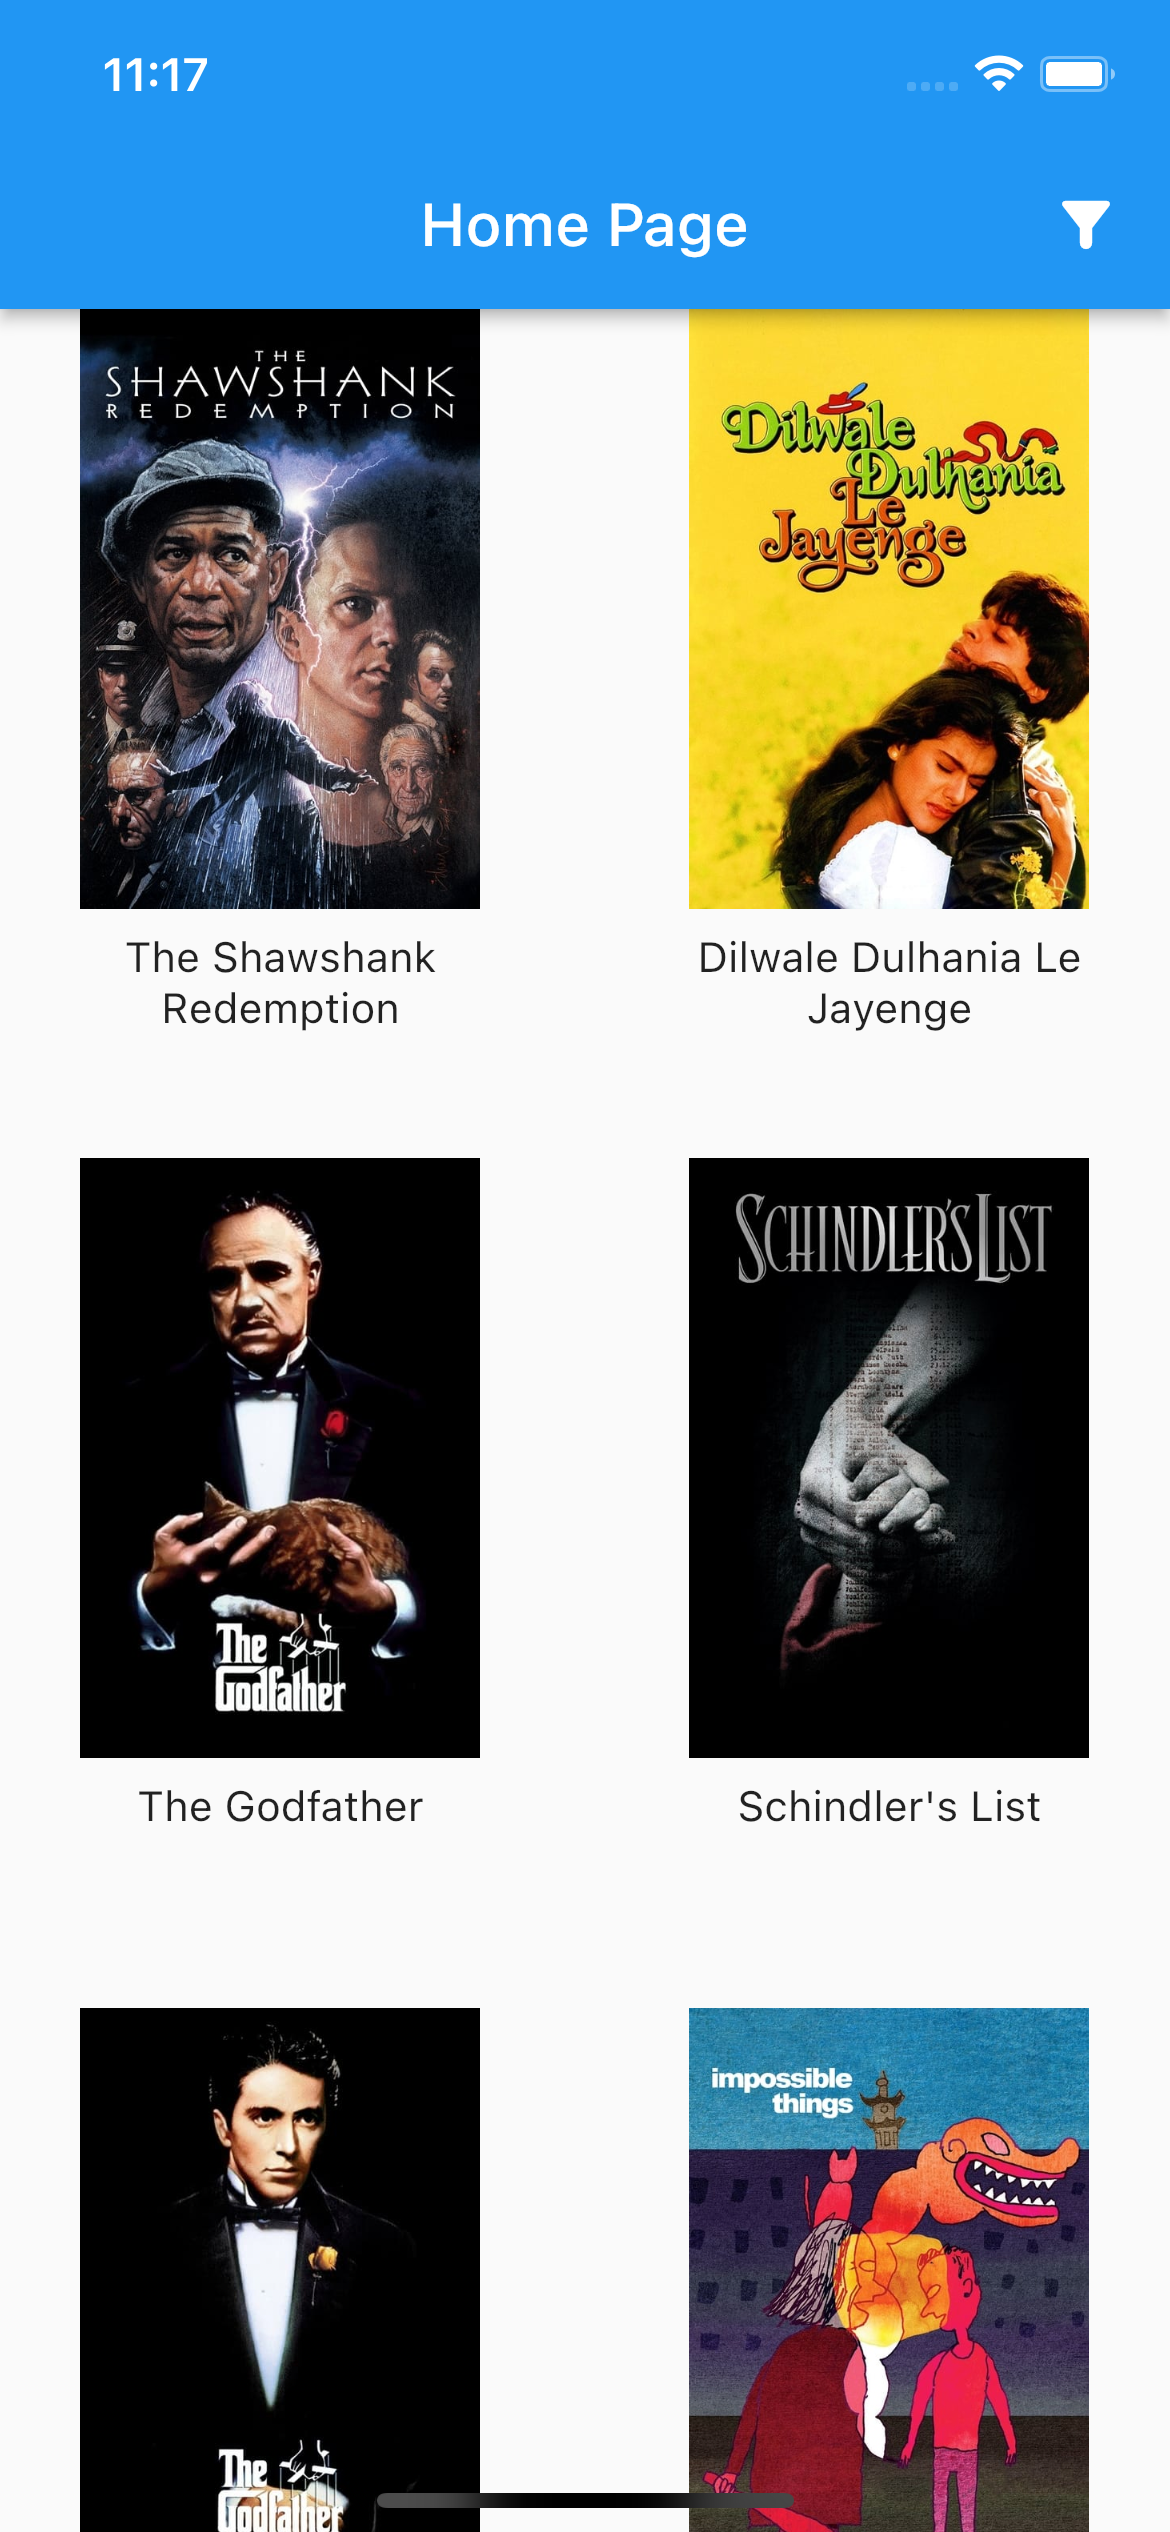 11:17
Home Page
THE
SHAWSHANK
REDEMPTION
Dilwale
Dulhania
Le
Jayenge
The Shawshank
Redemption
Dilwale Dulhania Le
Jayenge
SCHINDLER'S LIST
The
Godfather
The Godfather
Schindler's List
impossible
things
The
Godfather